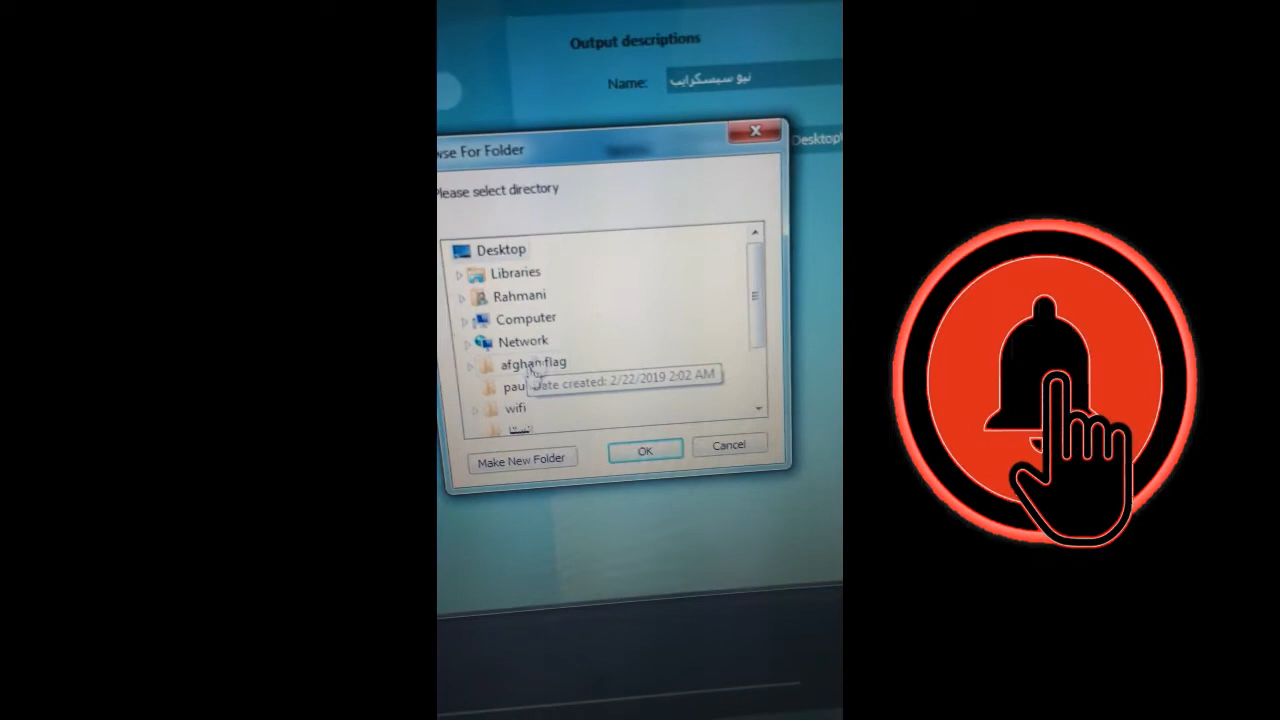 Output descriptions
Name:
نیو سبسکرایب
Desktop\
wse For Folder
Please select directory
Desktop
Libraries
Rahmani
Computer
Network
afghan flag
Date created: 2/22/2019 2:02 AM
wifi
Make New Folder
OK
Cancel